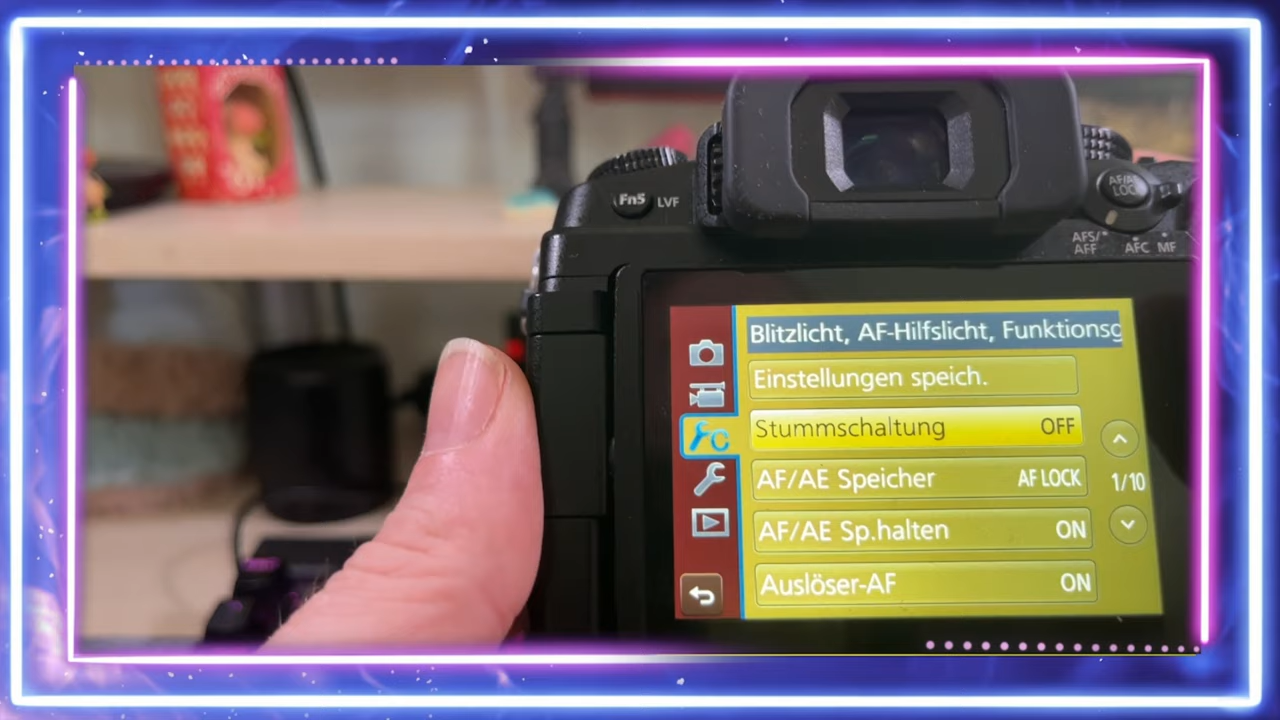 Fn5 LVF
AF/AE LOCK
AFS/AFF AFC MF
Blitzlicht, AF-Hilfslicht, Funktionsg
Einstellungen speich.
Stummschaltung OFF
AF/AE Speicher AF LOCK
AF/AE Sp.halten ON
Auslöser-AF ON
1/10